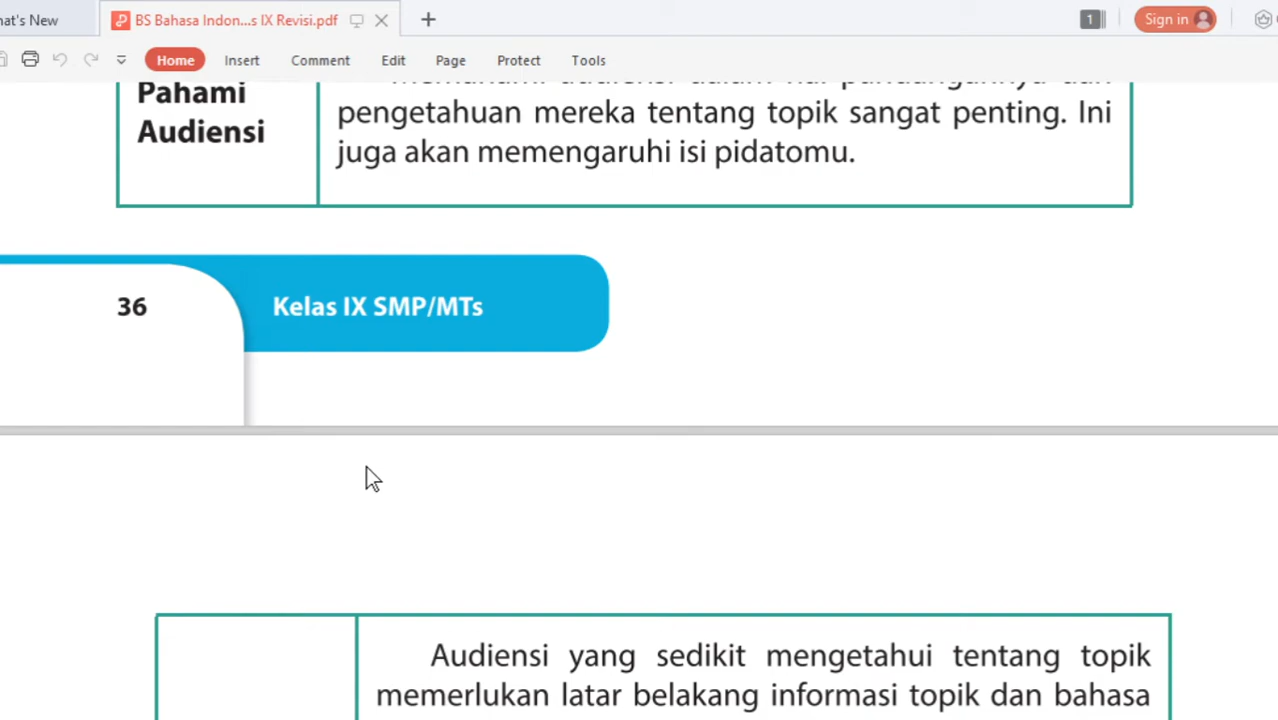 hat's New
BS Bahasa Indon...s IX Revisi.pdf
1
Sign in
Home
Insert
Comment
Edit
Page
Protect
Tools
Pahami
Audiensi
pengetahuan mereka tentang topik sangat penting. Ini
juga akan memengaruhi isi pidatomu.
36
Kelas IX SMP/MTs
Audiensi yang sedikit mengetahui tentang topik
memerlukan latar belakang informasi topik dan bahasa